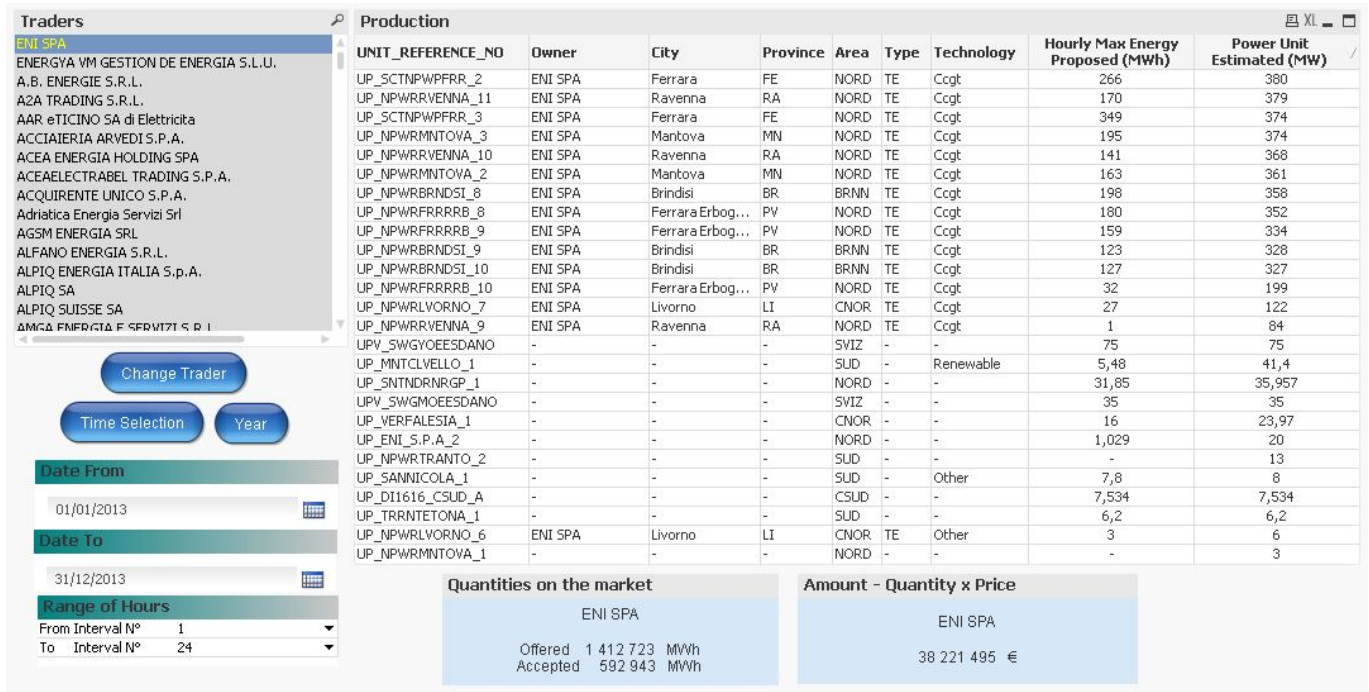 Traders
ENI SPA
ENERGYA VM GESTION DE ENERGIA S.L.U.
A.B. ENERGIE S.R.L.
A2A TRADING S.R.L.
AAR eTICINO SA di Elettricita
ACCIAIERIA ARVEDI S.P.A.
ACEA ENERGIA HOLDING SPA
ACEAELECTRABEL TRADING S.P.A.
ACQUIRENTE UNICO S.P.A.
Adriatica Energia Servizi Srl
AGSM ENERGIA SRL
ALFANO ENERGIA S.R.L.
ALPIQ ENERGIA ITALIA S.p.A.
ALPIQ SA
ALPIQ SUISSE SA
AMGA ENERGIA E SERVIZI S.R.L.
Change Trader
Time Selection Year
Date From
01/01/2013
Date To
31/12/2013
Range of Hours
From Interval N° 1
To Interval N° 24
Production XL
UNIT_REFERENCE_NO Owner City Province Area Type Technology Hourly Max Energy Proposed (MWh) Power Unit Estimated (MW)
UP_SCTNPWPFRR_2 ENI SPA Ferrara FE NORD TE Ccgt 266 380
UP_NPWRRVENNA_11 ENI SPA Ravenna RA NORD TE Ccgt 170 379
UP_SCTNPWPFRR_3 ENI SPA Ferrara FE NORD TE Ccgt 349 374
UP_NPWRMNTOVA_3 ENI SPA Mantova MN NORD TE Ccgt 195 374
UP_NPWRRVENNA_10 ENI SPA Ravenna RA NORD TE Ccgt 141 368
UP_NPWRMNTOVA_2 ENI SPA Mantova MN NORD TE Ccgt 163 361
UP_NPWRBRNDSI_8 ENI SPA Brindisi BR BRNN TE Ccgt 198 358
UP_NPWRFRRRRB_8 ENI SPA Ferrara Erbog... PV NORD TE Ccgt 180 352
UP_NPWRFRRRRB_9 ENI SPA Ferrara Erbog... PV NORD TE Ccgt 159 334
UP_NPWRBRNDSI_9 ENI SPA Brindisi BR BRNN TE Ccgt 123 328
UP_NPWRBRNDSI_10 ENI SPA Brindisi BR BRNN TE Ccgt 127 327
UP_NPWRFRRRRB_10 ENI SPA Ferrara Erbog... PV NORD TE Ccgt 32 199
UP_NPWRLVORNO_7 ENI SPA Livorno LI CNOR TE Ccgt 27 122
UP_NPWRRVENNA_9 ENI SPA Ravenna RA NORD TE Ccgt 1 84
UPV_SWGYOEESDANO - - - SVIZ - - 75 75
UP_MNTCLVELLO_1 - - - SUD - Renewable 5,48 41,4
UP_SNTNDRNRGP_1 - - - NORD - - 31,85 35,957
UPV_SWGMOEESDANO - - - SVIZ - - 35 35
UP_VERFALESIA_1 - - - CNOR - - 16 23,97
UP_ENI_S.P.A_2 - - - NORD - - 1,029 20
UP_NPWRTRANTO_2 - - - SUD - - - 13
UP_SANNICOLA_1 - - - SUD - Other 7,8 8
UP_DI1616_CSUD_A - - - CSUD - - 7,534 7,534
UP_TRRNTETONA_1 - - - SUD - - 6,2 6,2
UP_NPWRLVORNO_6 ENI SPA Livorno LI CNOR TE Other 3 6
UP_NPWRMNTOVA_1 - - - NORD - - - 3
Quantities on the market
ENI SPA
Offered 1 412 723 MWh
Accepted 592 943 MWh
Amount - Quantity x Price
ENI SPA
38 221 495 €